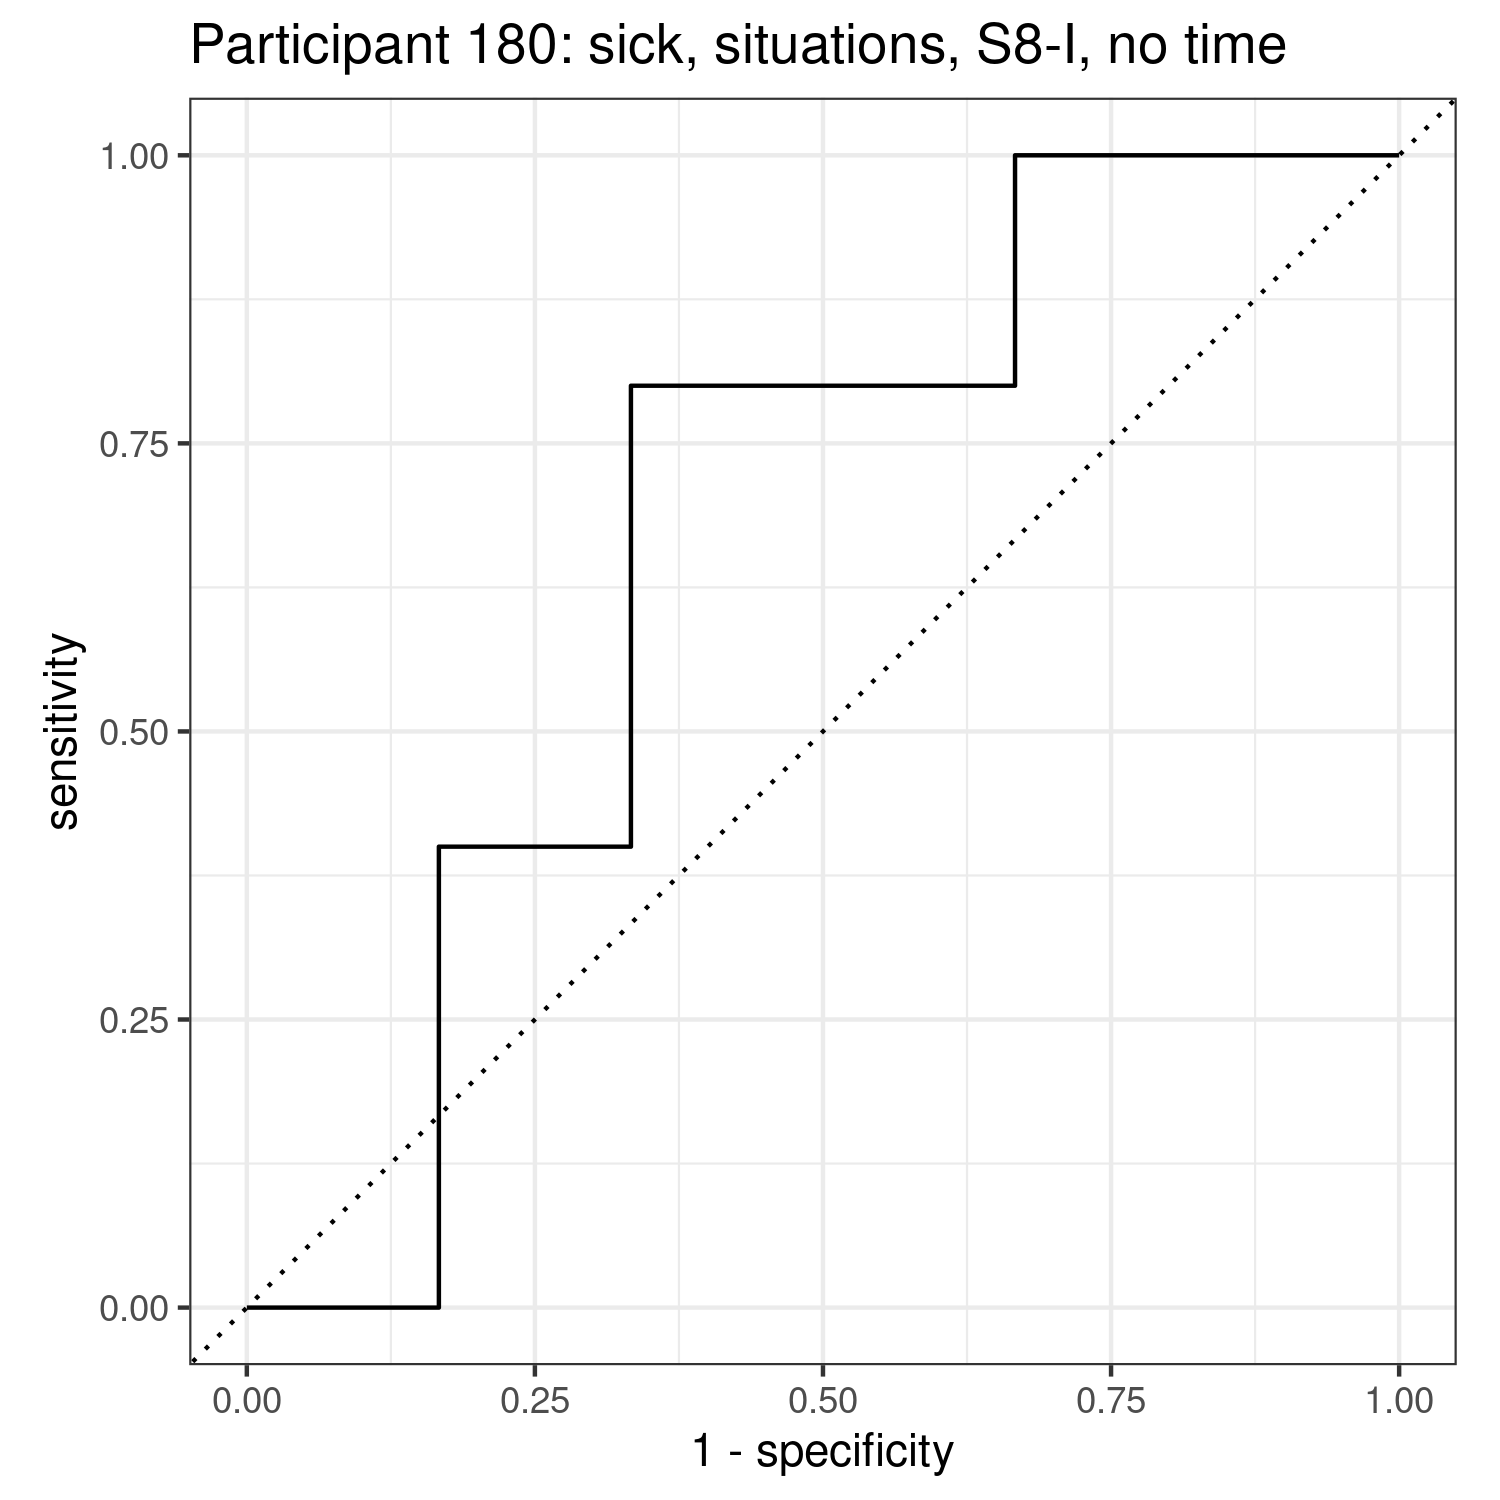 Participant 180: sick, situations, S8-I, no time
1.00
0.75
0.50
0.25
0.00
sensitivity
0.00 0.25 0.50 0.75 1.00
1 - specificity